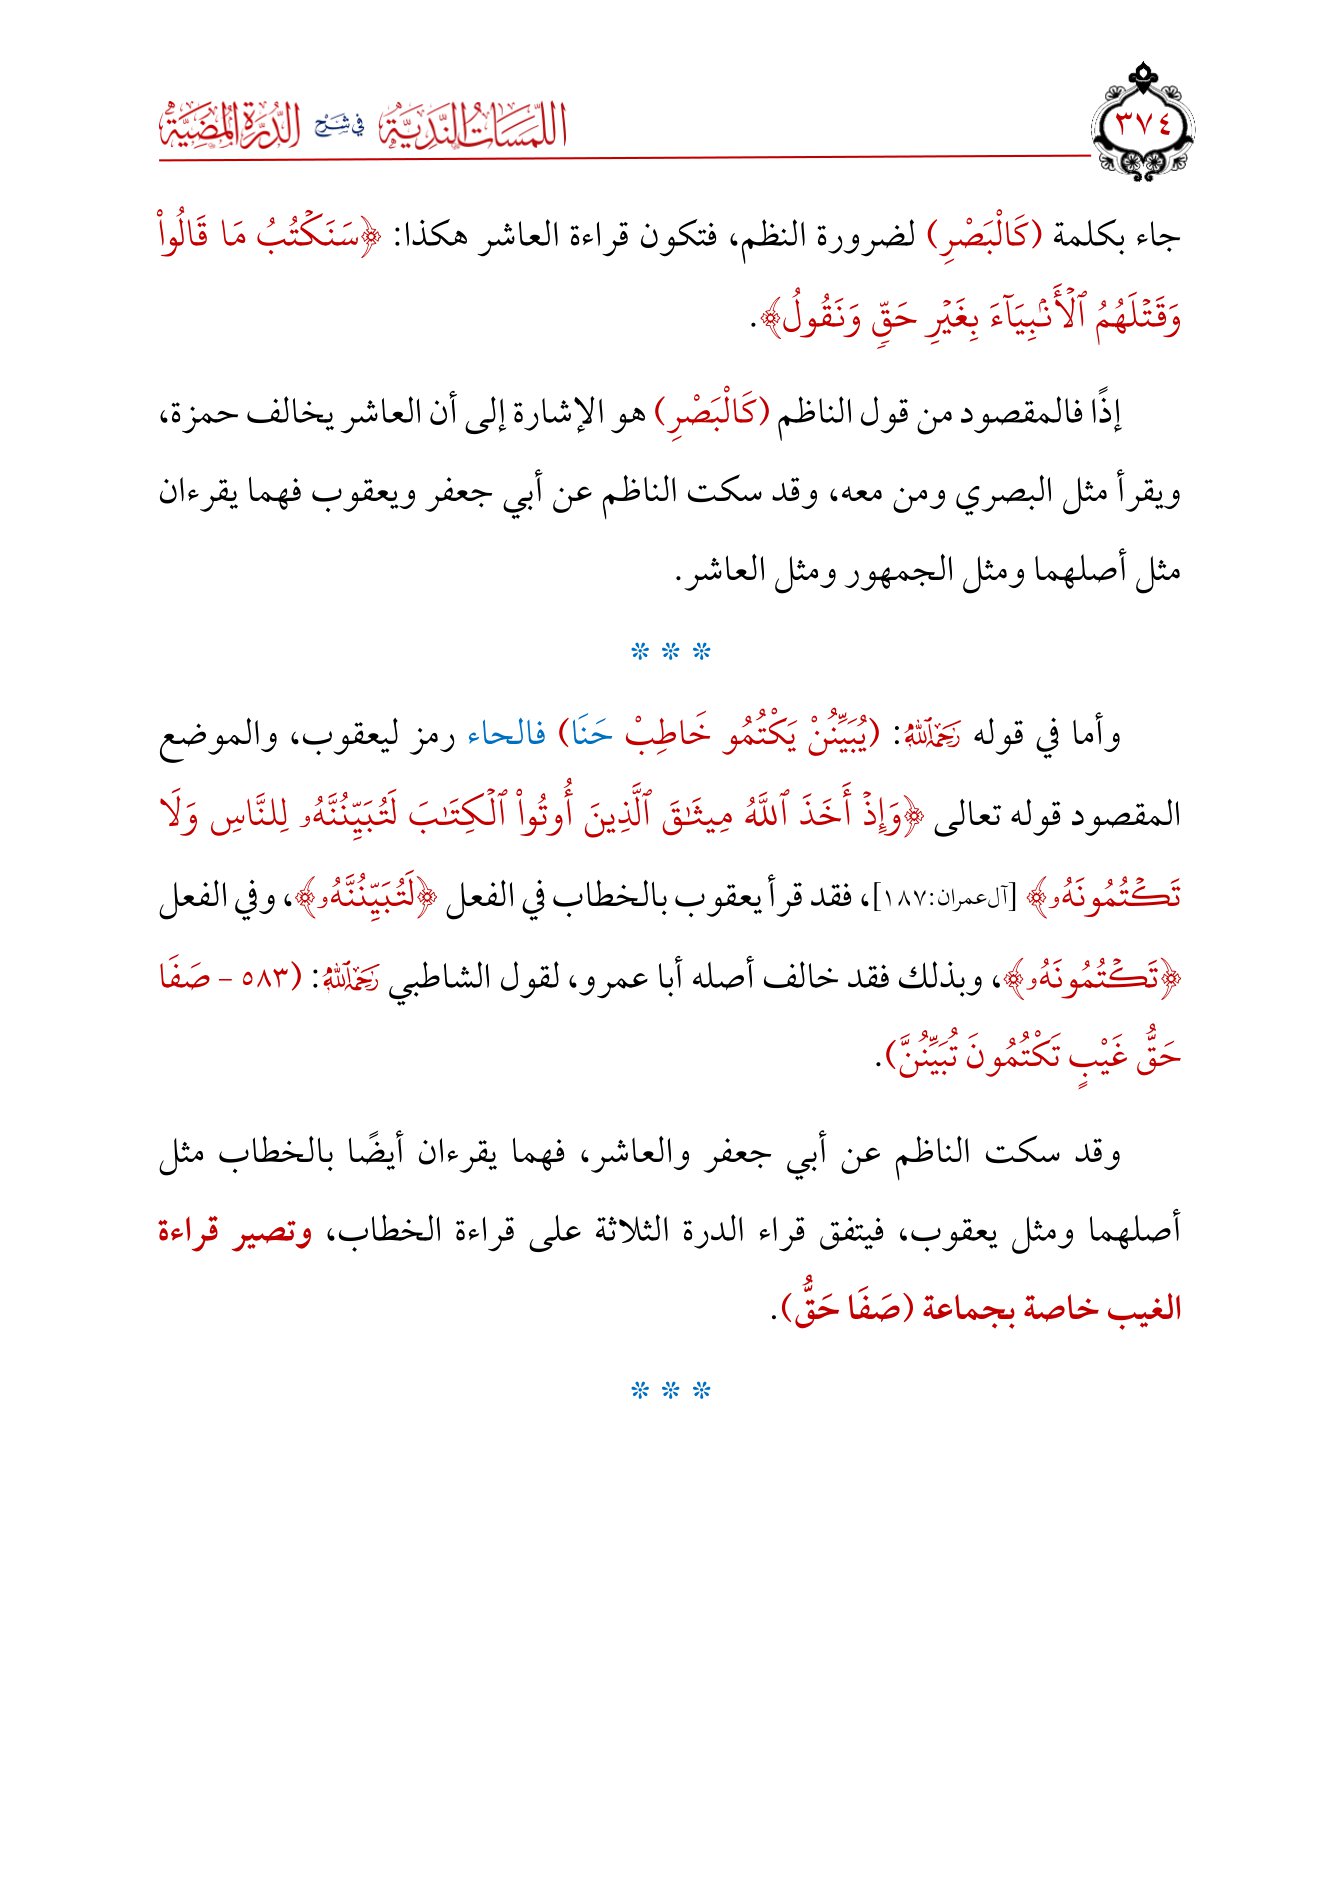 ٣٧٤
اللَّمَسَاتُ النَّدِيَّةُ في شَرْحِ الدُّرَّةِ الْمُضِيَّةِ
جاء بكلمة (كَالْبَصْرِ) لضرورة النظم، فتكون قراءة العاشر هكذا: ﴿سَنَكۡتُبُ مَا قَالُواْ
وَقَتۡلَهُمُ ٱلۡأَنۢبِيَآءَ بِغَيۡرِ حَقّٖ وَنَقُولُ﴾.
إذًا فالمقصود من قول الناظم (كَالْبَصْرِ) هو الإشارة إلى أن العاشر يخالف حمزة،
ويقرأ مثل البصري ومن معه، وقد سكت الناظم عن أبي جعفر ويعقوب فهما يقرءان
مثل أصلهما ومثل الجمهور ومثل العاشر.
* * *
وأما في قوله رَحِمَهُ ٱللَّهُ: (يُبَيِّنُنْ يَكْتُمُو خَاطِبْ حَنَا) فالحاء رمز ليعقوب، والموضع
المقصود قوله تعالى ﴿وَإِذۡ أَخَذَ ٱللَّهُ مِيثَٰقَ ٱلَّذِينَ أُوتُواْ ٱلۡكِتَٰبَ لَتُبَيِّنُنَّهُۥ لِلنَّاسِ وَلَا
تَكۡتُمُونَهُۥ﴾ [آل عمران:١٨٧]، فقد قرأ يعقوب بالخطاب في الفعل ﴿لَتُبَيِّنُنَّهُۥ﴾، وفي الفعل
﴿تَكۡتُمُونَهُۥ﴾، وبذلك فقد خالف أصله أبا عمرو، لقول الشاطبي رَحِمَهُ ٱللَّهُ: (٥٨٣ - صَفَا
حَقُّ غَيْبٍ تَكْتُمُونَ تُبَيِّنُنَّ).
وقد سكت الناظم عن أبي جعفر والعاشر، فهما يقرءان أيضًا بالخطاب مثل
أصلهما ومثل يعقوب، فيتفق قراء الدرة الثلاثة على قراءة الخطاب، وتصير قراءة
الغيب خاصة بجماعة (صَفَا حَقُّ).
* * *